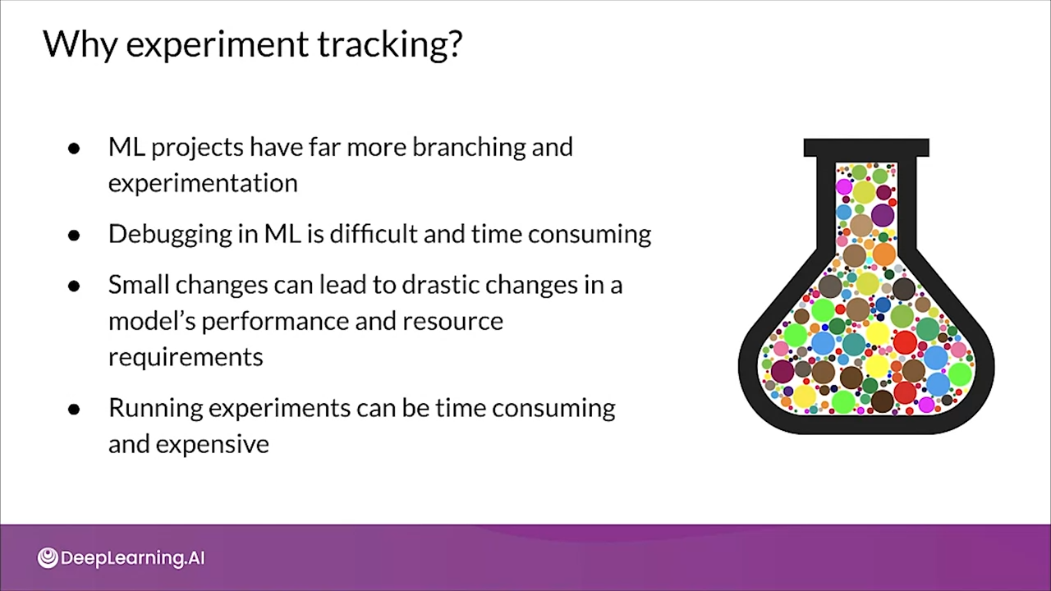 Why experiment tracking?
● ML projects have far more branching and
experimentation
● Debugging in ML is difficult and time consuming
● Small changes can lead to drastic changes in a
model’s performance and resource
requirements
● Running experiments can be time consuming
and expensive
DeepLearning.AI